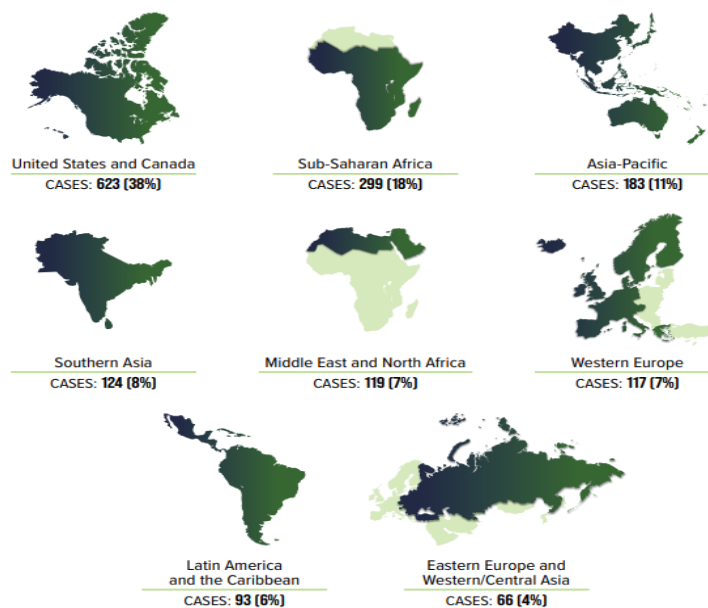 United States and Canada
CASES: 623 (38%)
Sub-Saharan Africa
CASES: 299 (18%)
Asia-Pacific
CASES: 183 (11%)
Southern Asia
CASES: 124 (8%)
Middle East and North Africa
CASES: 119 (7%)
Western Europe
CASES: 117 (7%)
Latin America
and the Caribbean
CASES: 93 (6%)
Eastern Europe and
Western/Central Asia
CASES: 66 (4%)